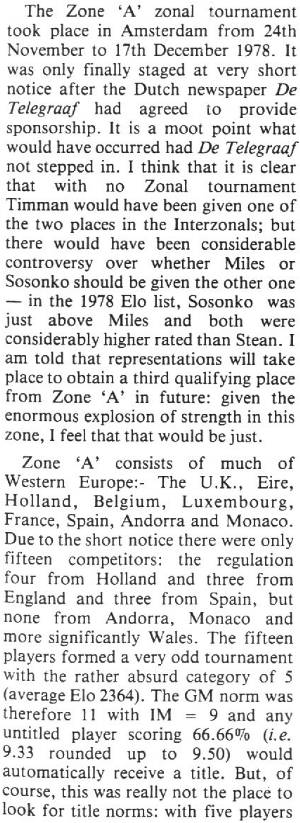 The Zone ‘A’ zonal tournament
took place in Amsterdam from 24th
November to 17th December 1978. It
was only finally staged at very short
notice after the Dutch newspaper De
Telegraaf had agreed to provide
sponsorship. It is a moot point what
would have occurred had De Telegraaf
not stepped in. I think that it is clear
that with no Zonal tournament
Timman would have been given one of
the two places in the Interzonals; but
there would have been considerable
controversy over whether Miles or
Sosonko should be given the other one
— in the 1978 Elo list, Sosonko was
just above Miles and both were
considerably higher rated than Stean. I
am told that representations will take
place to obtain a third qualifying place
from Zone ‘A’ in future: given the
enormous explosion of strength in this
zone, I feel that that would be just.
Zone ‘A’ consists of much of
Western Europe:- The U.K., Eire,
Holland, Belgium, Luxembourg,
France, Spain, Andorra and Monaco.
Due to the short notice there were only
fifteen competitors: the regulation
four from Holland and three from
England and three from Spain, but
none from Andorra, Monaco and
more significantly Wales. The fifteen
players formed a very odd tournament
with the rather absurd category of 5
(average Elo 2364). The GM norm was
therefore 11 with IM = 9 and any
untitled player scoring 66.66% (i.e.
9.33 rounded up to 9.50) would
automatically receive a title. But, of
course, this was really not the place to
look for title norms: with five players